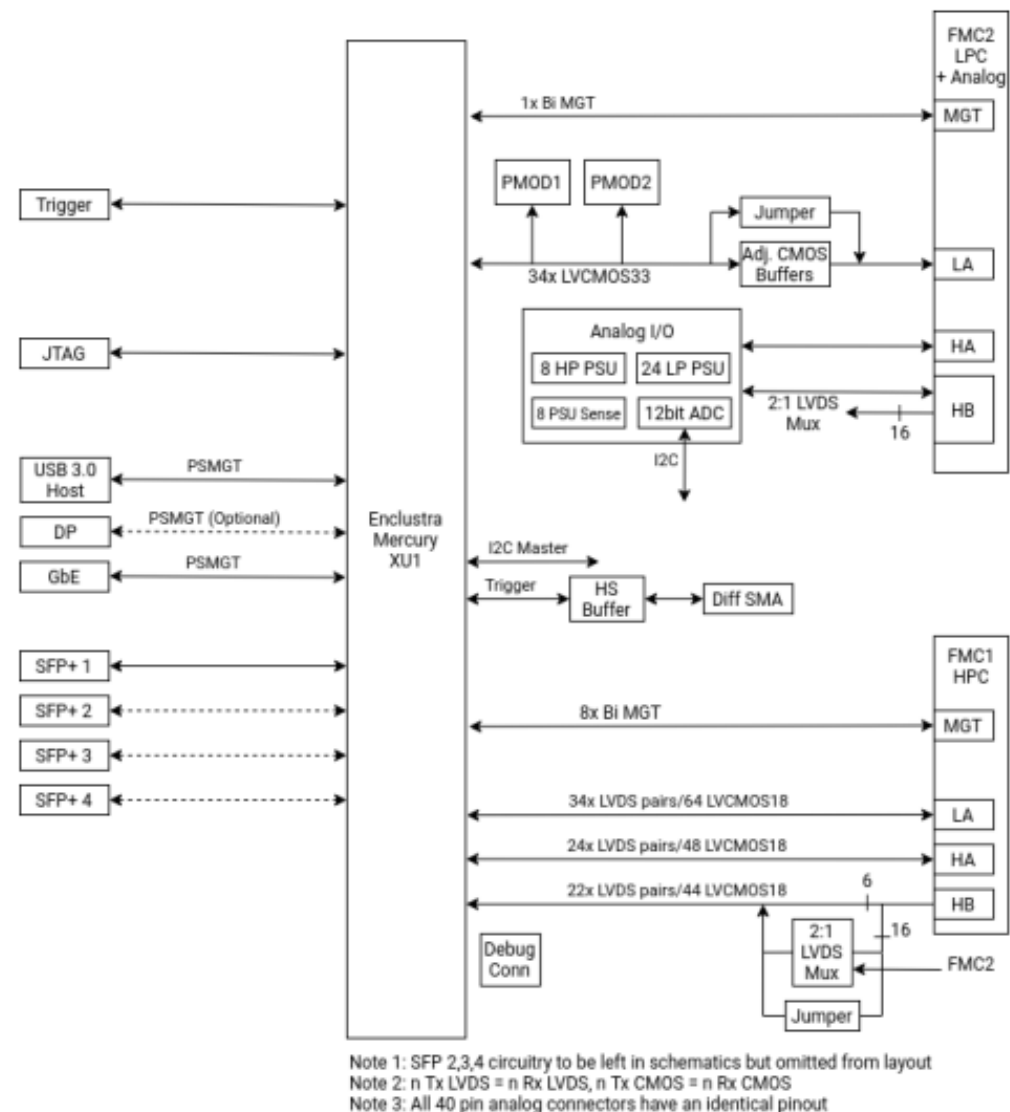 FMC2
LPC
+ Analog
1x Bi MGT
MGT
PMOD1
PMOD2
Trigger
Jumper
Adj. CMOS
Buffers
LA
34x LVCMOS33
Analog I/O
JTAG
8 HP PSU
24 LP PSU
HA
8 PSU Sense
12bit ADC
2:1 LVDS
Mux
16
HB
I2C
USB 3.0
Host
PSMGT
DP
PSMGT (Optional)
GbE
PSMGT
Enclustra
Mercury
XU1
I2C Master
Trigger
HS
Buffer
Diff SMA
SFP+ 1
SFP+ 2
SFP+ 3
SFP+ 4
FMC1
HPC
8x Bi MGT
MGT
34x LVDS pairs/64 LVCMOS18
LA
24x LVDS pairs/48 LVCMOS18
HA
22x LVDS pairs/44 LVCMOS18
6
HB
16
2:1
LVDS
Mux
FMC2
Debug
Conn
Jumper
Note 1: SFP 2,3,4 circuitry to be left in schematics but omitted from layout
Note 2: n Tx LVDS = n Rx LVDS, n Tx CMOS = n Rx CMOS
Note 3: All 40 pin analog connectors have an identical pinout